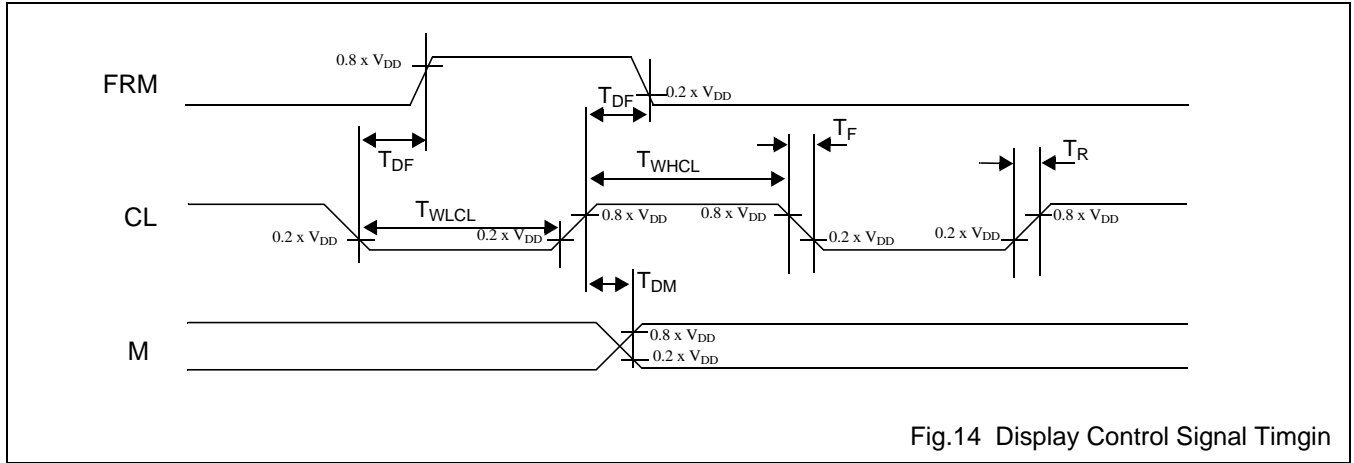 FRM
0.8 x VDD
TDF
0.2 x VDD
TDF
TF
TR
TWHCL
CL
TWLCL
0.2 x VDD
0.2 x VDD
0.8 x VDD
0.8 x VDD
0.2 x VDD
0.2 x VDD
0.8 x VDD
TDM
M
0.8 x VDD
0.2 x VDD
Fig.14 Display Control Signal Timgin